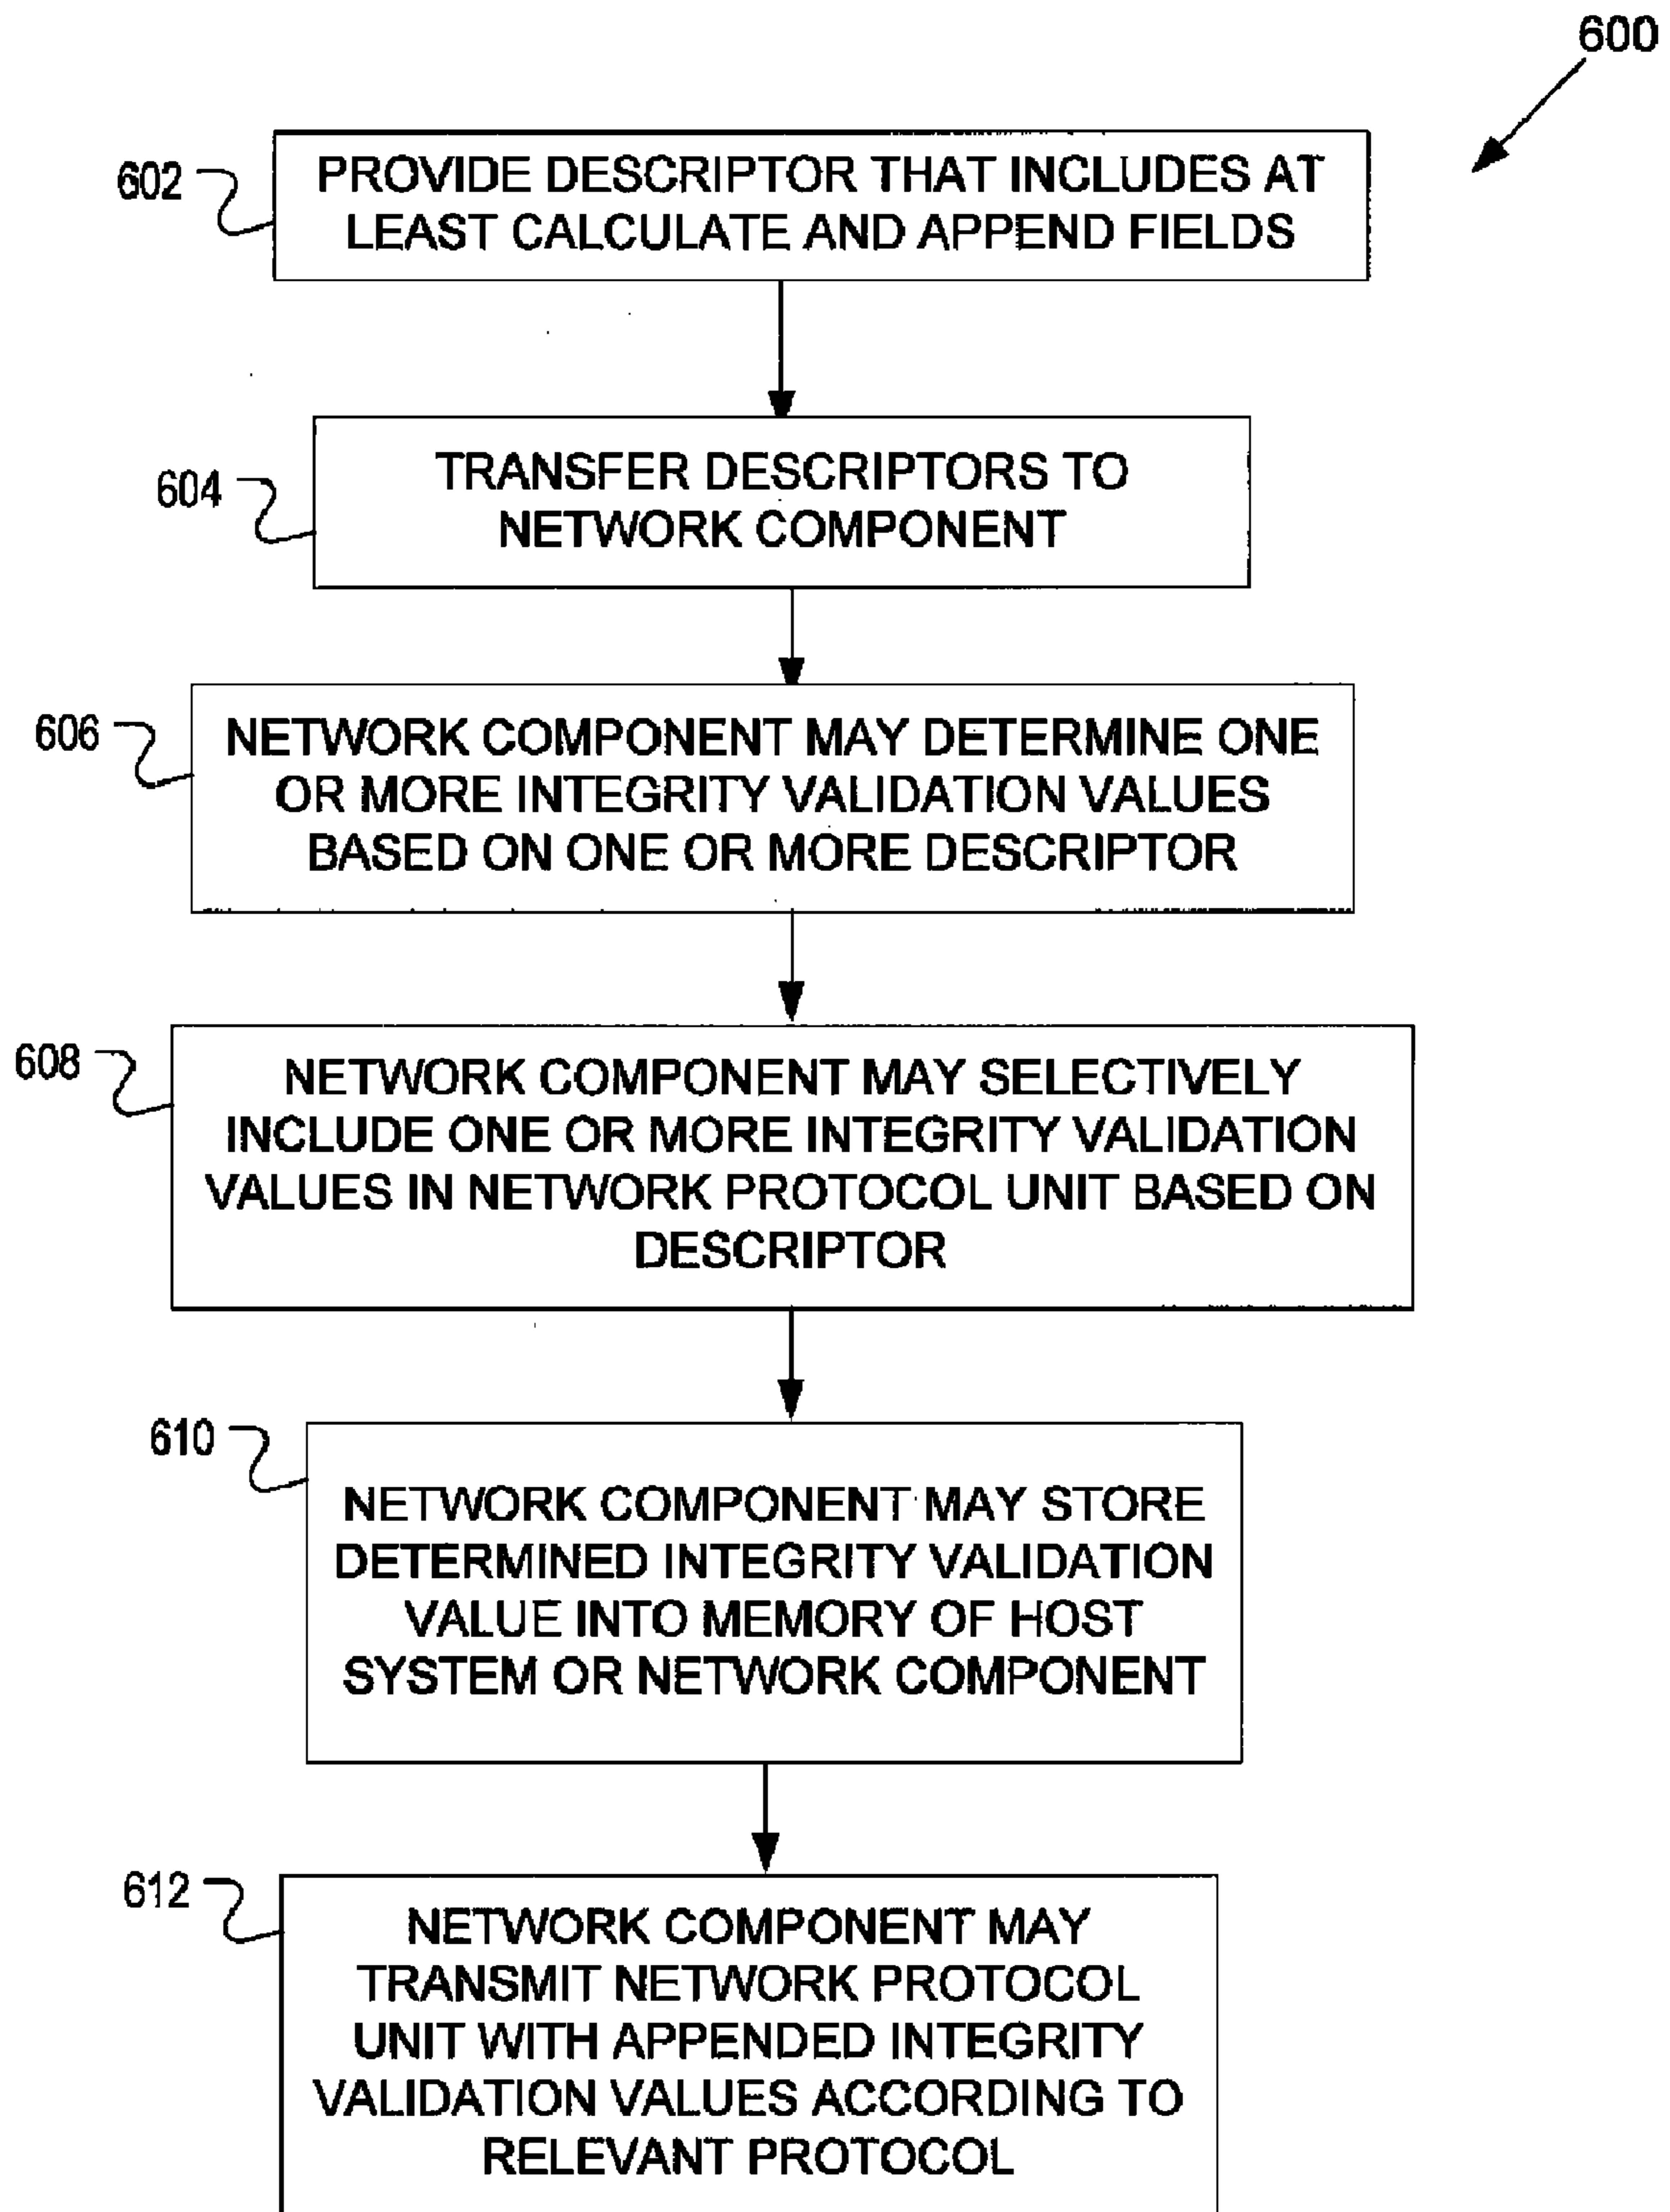 600
602
PROVIDE DESCRIPTOR THAT INCLUDES AT
LEAST CALCULATE AND APPEND FIELDS
604
TRANSFER DESCRIPTORS TO
NETWORK COMPONENT
606
NETWORK COMPONENT MAY DETERMINE ONE
OR MORE INTEGRITY VALIDATION VALUES
BASED ON ONE OR MORE DESCRIPTOR
608
NETWORK COMPONENT MAY SELECTIVELY
INCLUDE ONE OR MORE INTEGRITY VALIDATION
VALUES IN NETWORK PROTOCOL UNIT BASED ON
DESCRIPTOR
610
NETWORK COMPONENT MAY STORE
DETERMINED INTEGRITY VALIDATION
VALUE INTO MEMORY OF HOST
SYSTEM OR NETWORK COMPONENT
612
NETWORK COMPONENT MAY
TRANSMIT NETWORK PROTOCOL
UNIT WITH APPENDED INTEGRITY
VALIDATION VALUES ACCORDING TO
RELEVANT PROTOCOL